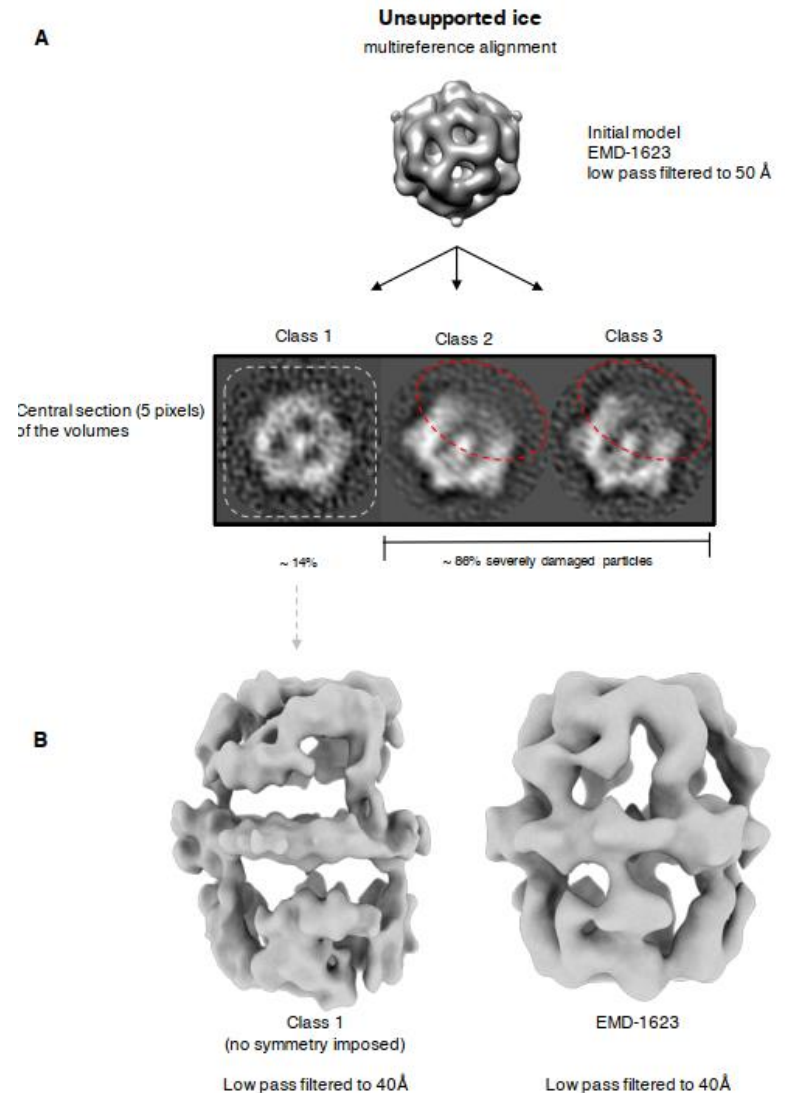 Unsupported ice
A
multireference alignment
Initial model
EMD-1623
low pass filtered to 50 Å
Class 1
Class 2
Class 3
Central section (5 pixels)
of the volumes
~ 14%
~ 86% severely damaged particles
B
Class 1
(no symmetry imposed)
EMD-1623
Low pass filtered to 40Å
Low pass filtered to 40Å